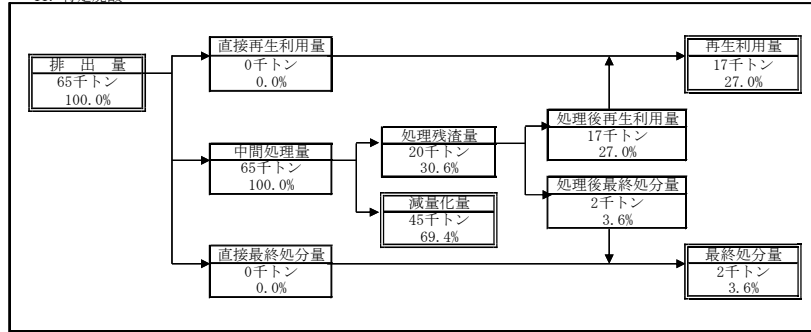 排 出 量
65千トン
100.0%
直接再生利用量
0千トン
0.0%
再生利用量
17千トン
27.0%
中間処理量
65千トン
100.0%
処理残渣量
20千トン
30.6%
処理後再生利用量
17千トン
27.0%
減量化量
45千トン
69.4%
処理後最終処分量
2千トン
3.6%
直接最終処分量
0千トン
0.0%
最終処分量
2千トン
3.6%